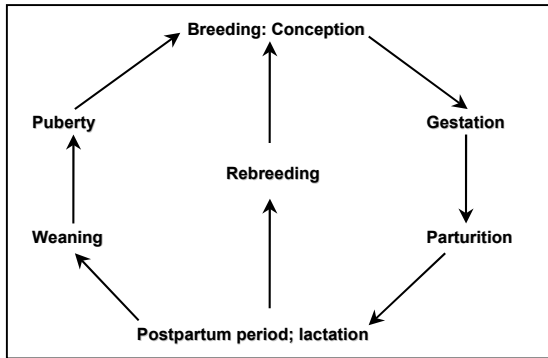 Breeding: Conception
Puberty
Gestation
Rebreeding
Weaning
Parturition
Postpartum period; lactation